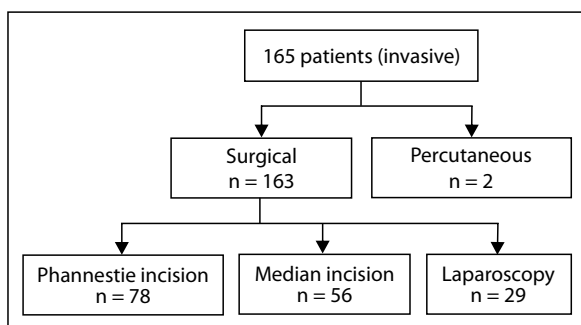 165 patients (invasive)
Surgical
n = 163
Percutaneous
n = 2
Phannestie incision
n = 78
Median incision
n = 56
Laparoscopy
n = 29